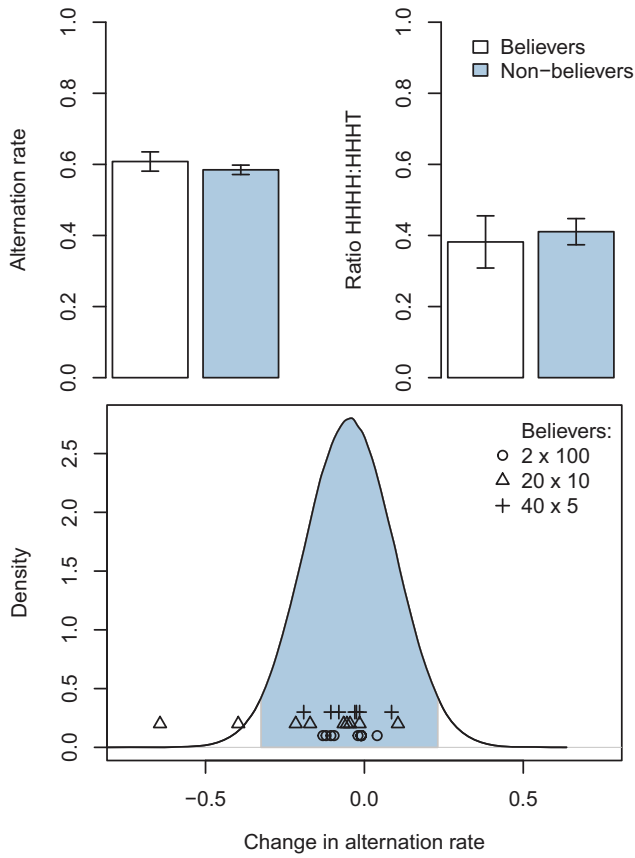 Alternation rate
1.0
0.8
0.6
0.4
0.2
0.0
Ratio HHHH:HHHT
1.0
0.8
0.6
0.4
0.2
0.0
Believers
Non−believers
Density
2.5
2.0
1.5
1.0
0.5
0.0
Believers:
2 x 100
20 x 10
40 x 5
−0.5
0.0
0.5
Change in alternation rate